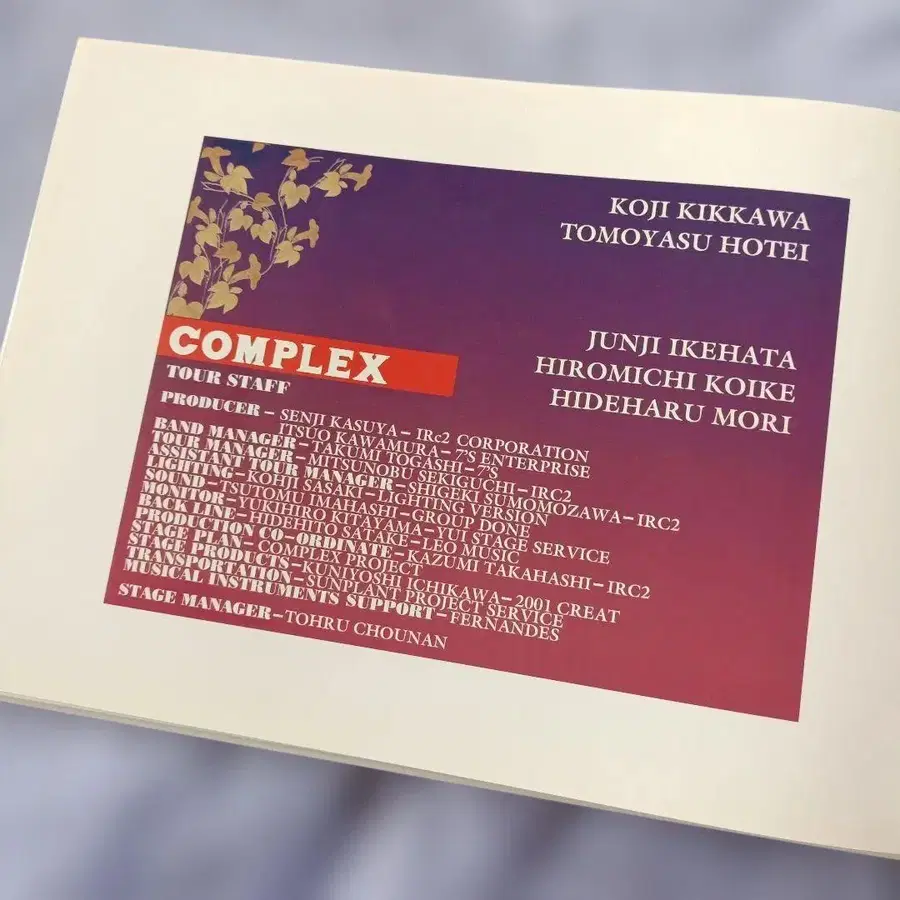 KOJI KIKKAWA
TOMOYASU HOTEI
JUNJI IKEHATA
HIROMICHI KOIKE
HIDEHARU MORI
COMPLEX
TOUR STAFF
PRODUCER – SENJI KASUYA – IRc2 CORPORATION
ITSUO KAWAMURA – 7'S ENTERPRISE
BAND MANAGER – TAKUMI TOGASHI – 7'S
TOUR MANAGER – MITSUNOBU SEKIGUCHI – IRC2
ASSISTANT TOUR MANAGER – SHIGEKI SUMOMOZAWA – IRC2
LIGHTING – KOHJI SASAKI – LIGHTING VERSION
SOUND – TSUTOMU IMAHASHI – GROUP DONE
MONITOR – YUKIHIRO KITAYAMA – YUI STAGE SERVICE
BACK LINE – HIDEHITO SATAKE – LEO MUSIC
PRODUCTION CO-ORDINATE – KAZUMI TAKAHASHI – IRC2
STAGE PLAN – COMPLEX PROJECT
STAGE PRODUCTS – KUNIYOSHI ICHIKAWA – 2001 CREAT
TRANSPORTATION – SUNPLANT PROJECT SERVICE
MUSICAL INSTRUMENTS SUPPORT – FERNANDES
STAGE MANAGER – TOHRU CHOUNAN